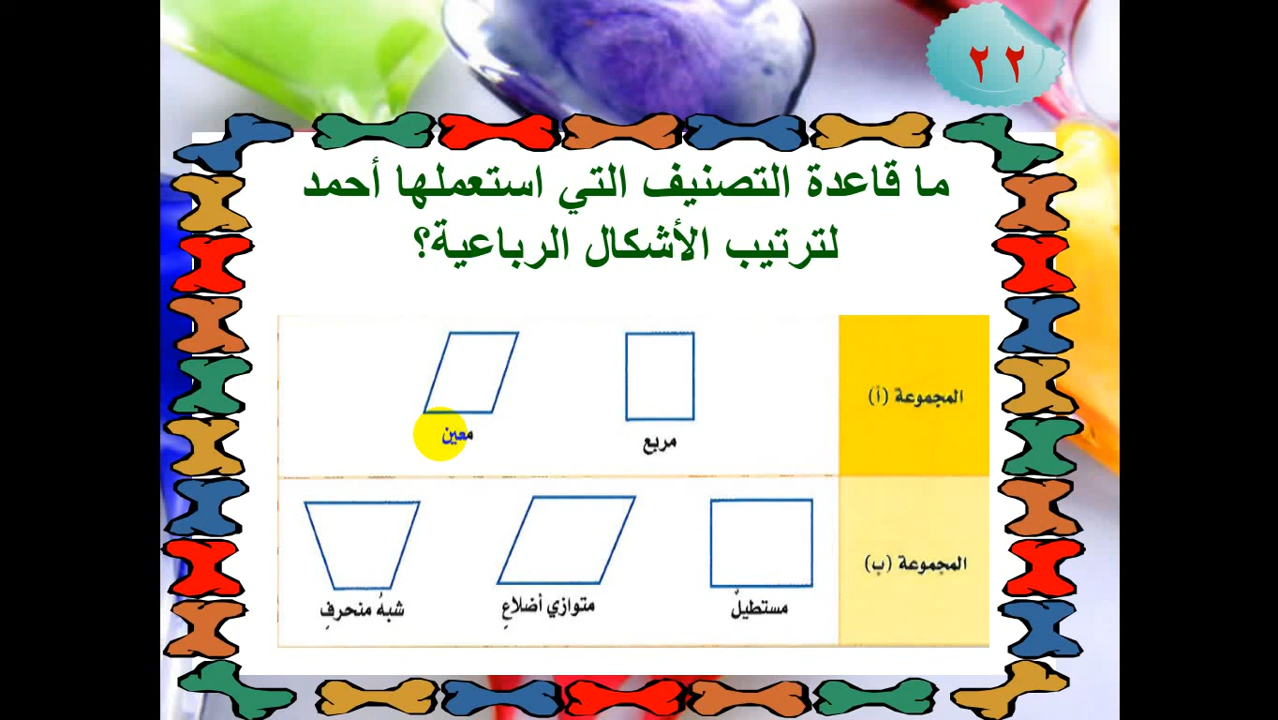 ٢٢
ما قاعدة التصنيف التي استعملها أحمد
لترتيب الأشكال الرباعية؟
المجموعة (أ)
مربع
معين
المجموعة (ب)
مستطيلٌ
متوازي أضلاعٍ
شبهُ منحرفٍ